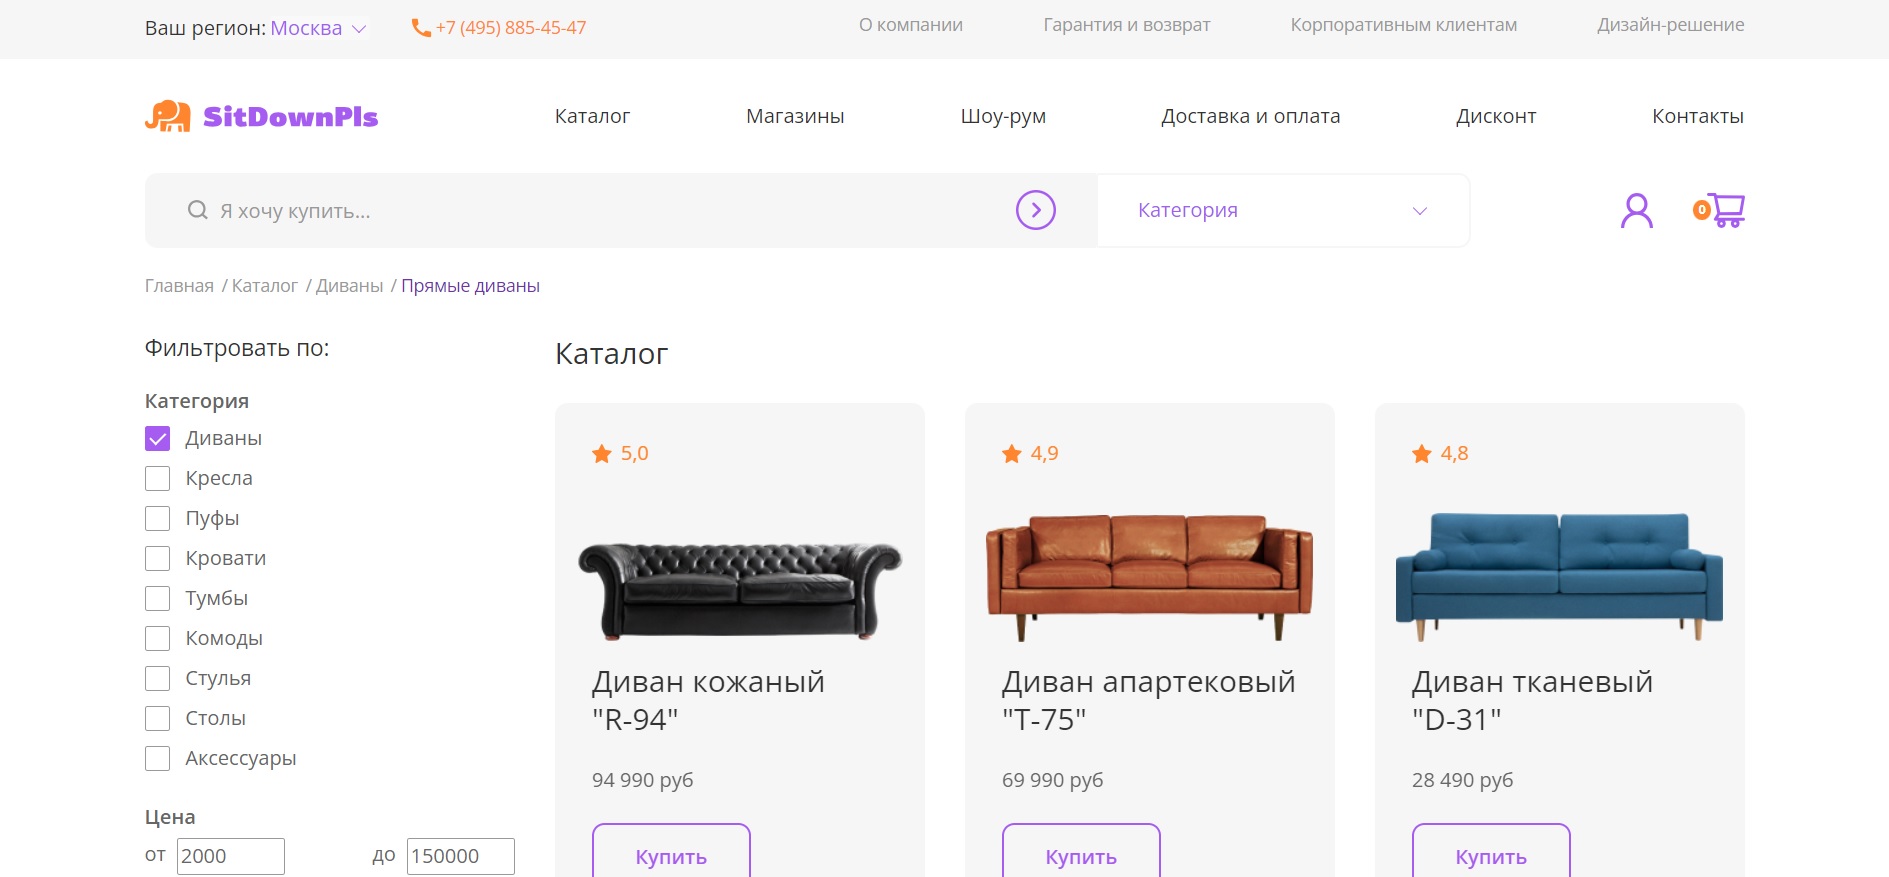 Ваш регион: Москва
+7 (495) 885-45-47
О компании
Гарантия и возврат
Корпоративным клиентам
Дизайн-решение
SitDownPls
Каталог
Магазины
Шоу-рум
Доставка и оплата
Дисконт
Контакты
Я хочу купить...
Категория
0
Главная / Каталог / Диваны / Прямые диваны
Фильтровать по:
Категория
Диваны
Кресла
Пуфы
Кровати
Тумбы
Комоды
Стулья
Столы
Аксессуары
Цена
от 2000 до 150000
Каталог
5,0
Диван кожаный
"R-94"
94 990 руб
Купить
4,9
Диван апартековый
"T-75"
69 990 руб
Купить
4,8
Диван тканевый
"D-31"
28 490 руб
Купить